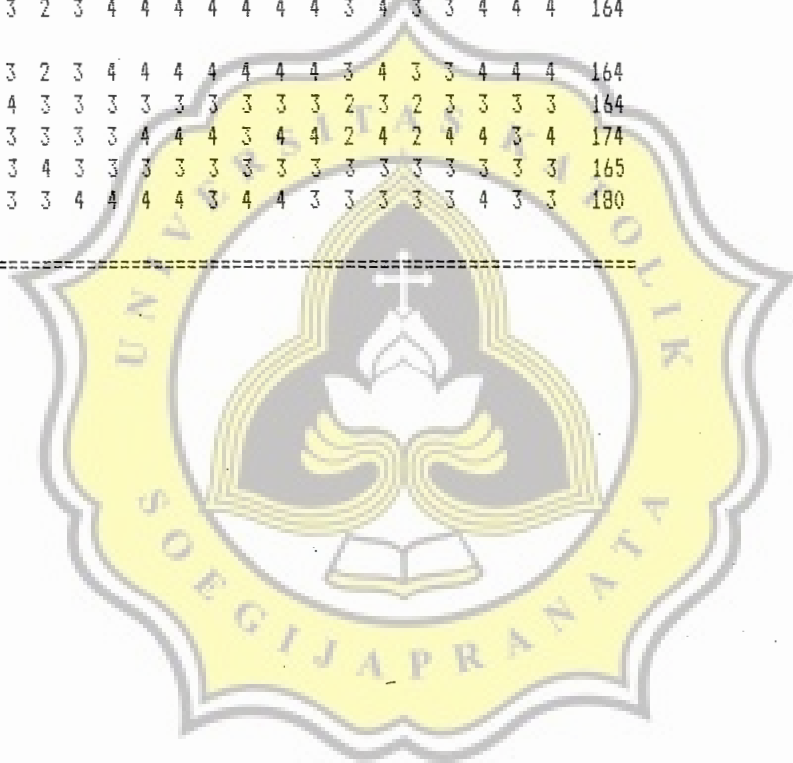 3 2 3 4 4 4 4 4 4 4 3 4 3 3 4 4 4 164
3 2 3 4 4 4 4 4 4 4 3 4 3 3 4 4 4 164
4 3 3 3 3 3 3 3 3 3 2 3 2 3 3 3 3 164
3 3 3 3 4 4 4 3 4 4 2 4 2 4 4 3 4 174
3 4 3 3 3 3 3 3 3 3 3 3 3 3 3 3 3 165
3 3 4 4 4 4 3 4 4 3 3 3 3 3 4 3 3 180
UNIVERSITAS KATOLIK
SOEGIJAPRANATA